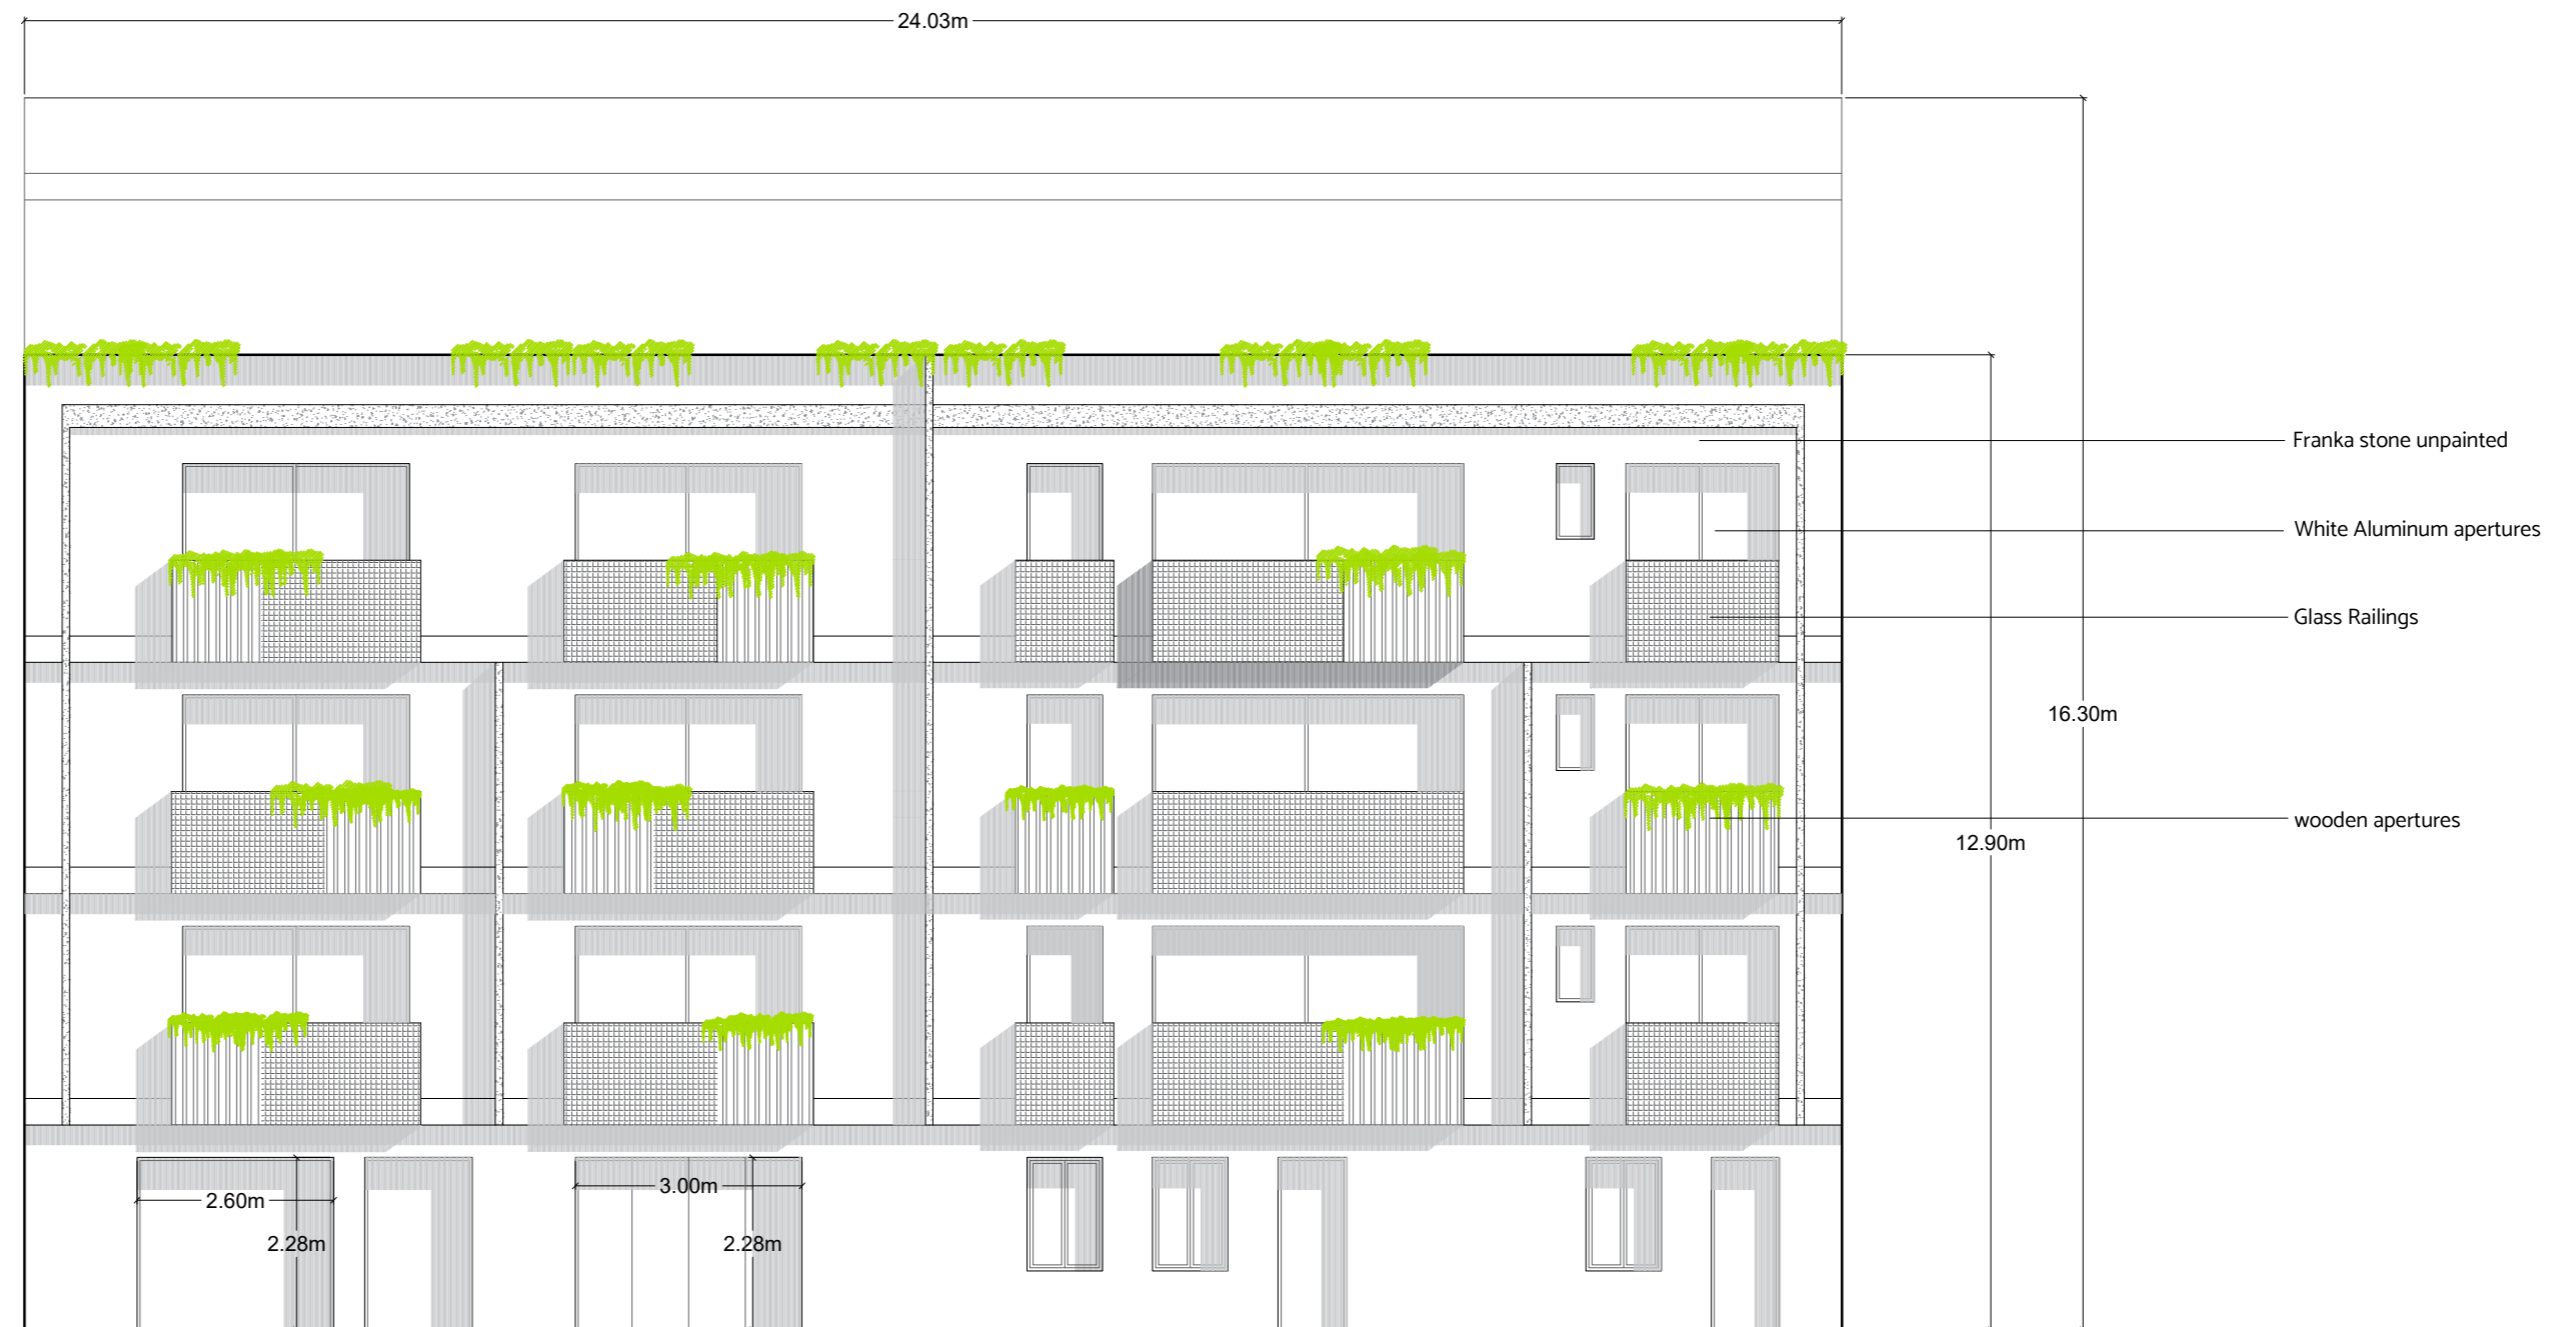 24.03m
Franka stone unpainted
White Aluminum apertures
Glass Railings
16.30m
wooden apertures
12.90m
3.00m
2.60m
2.28m
2.28m